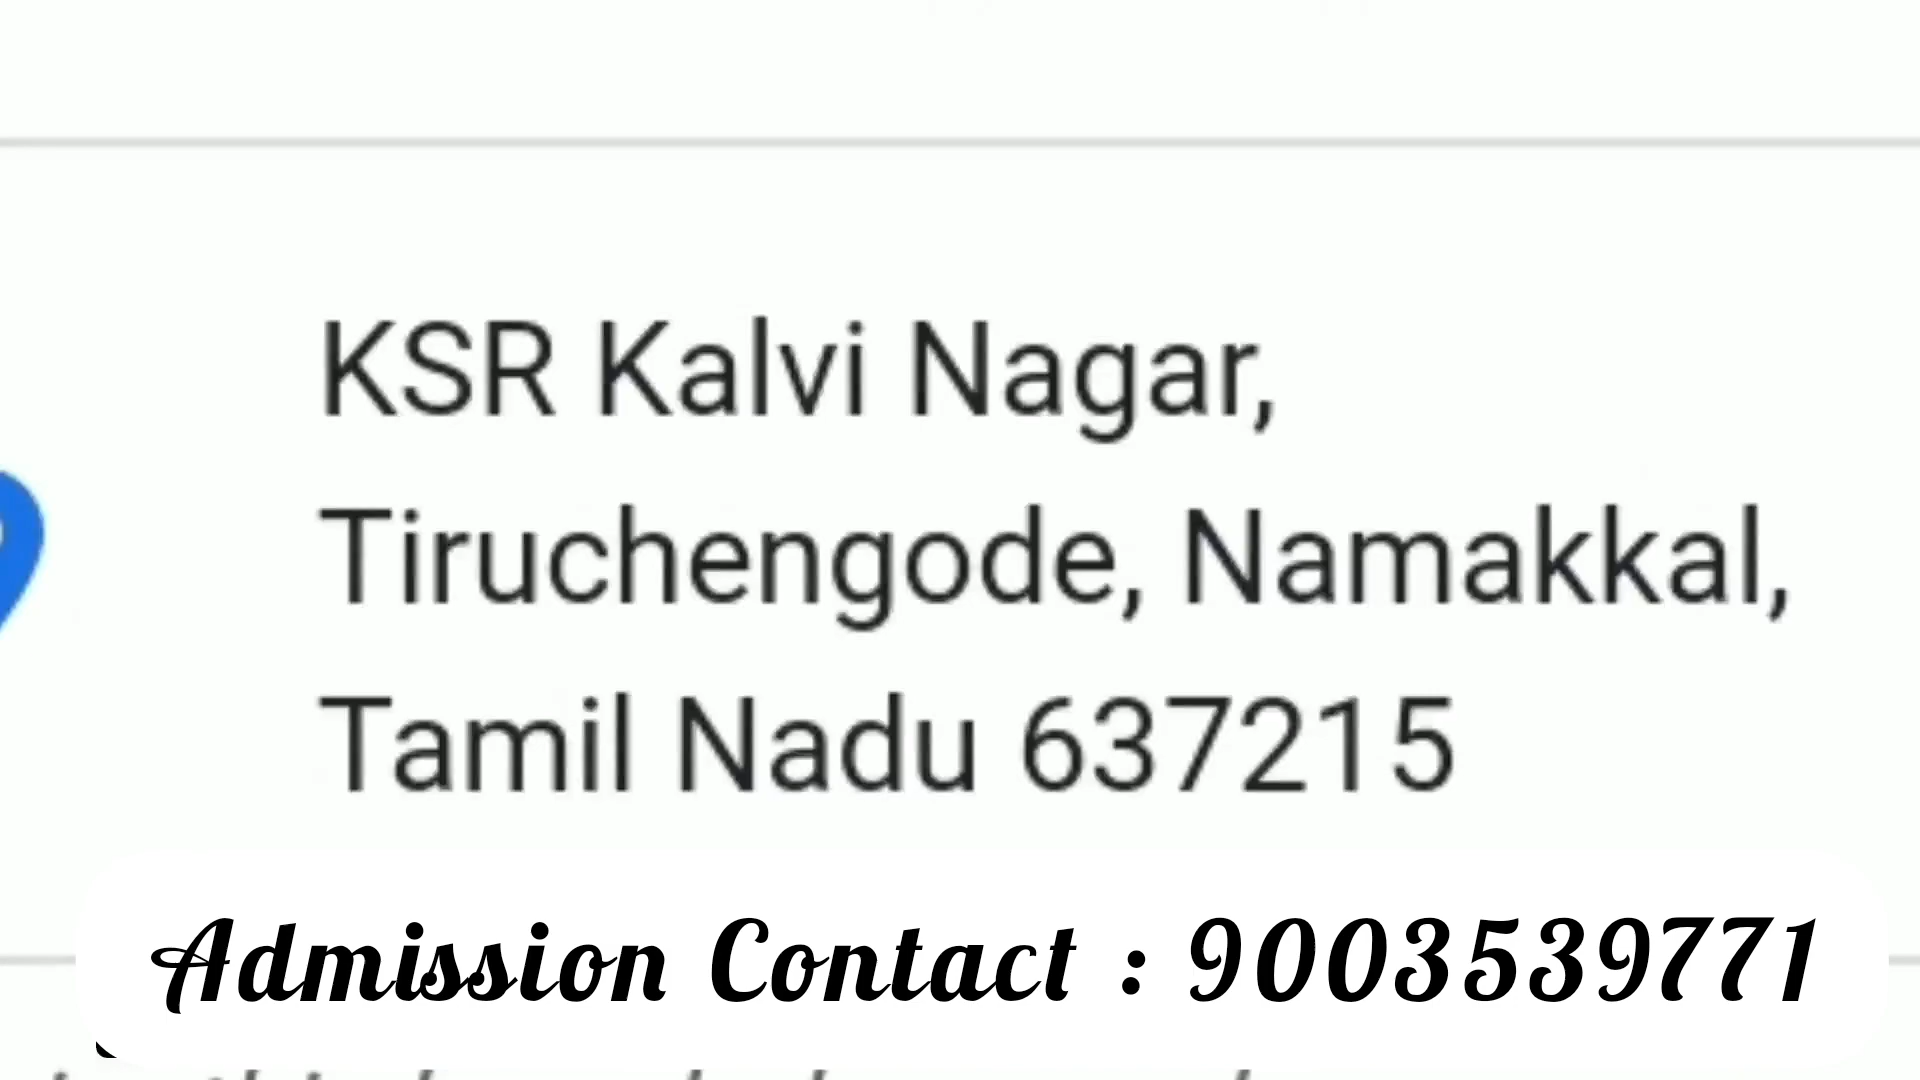 KSR Kalvi Nagar,
Tiruchengode, Namakkal,
Tamil Nadu 637215
Admission Contact : 9003539771